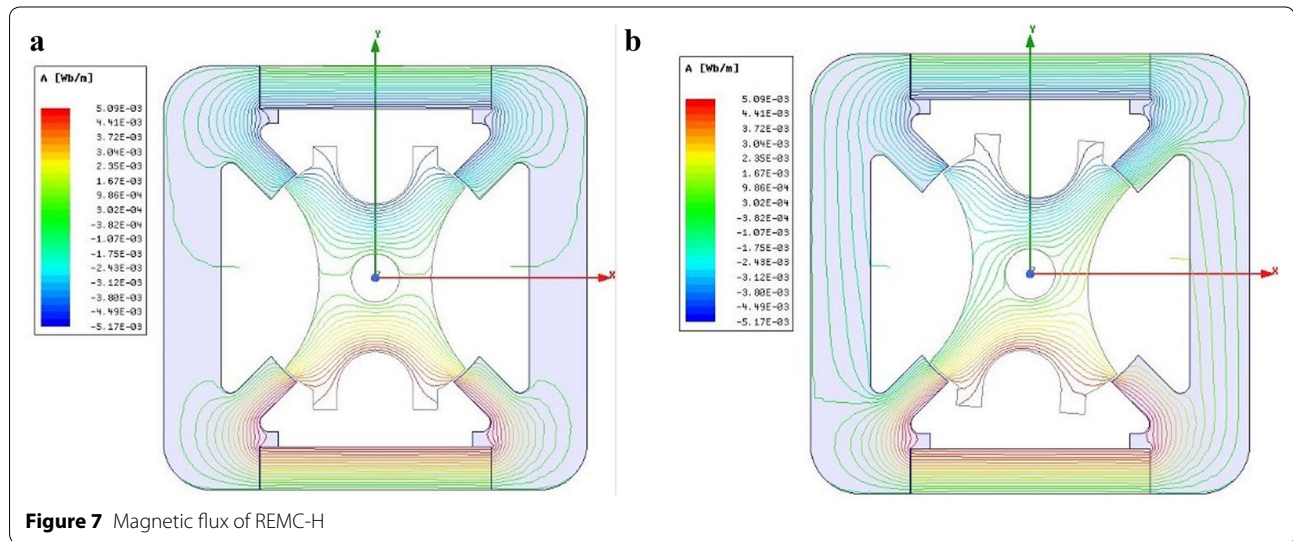 a
Y
A [Wb/m]
5.09E-03
4.41E-03
3.72E-03
3.04E-03
2.35E-03
1.67E-03
9.86E-04
3.02E-04
-3.82E-04
-1.07E-03
-1.75E-03
-2.43E-03
-3.12E-03
-3.80E-03
-4.49E-03
-5.17E-03
X
b
Y
A [Wb/m]
5.09E-03
4.41E-03
3.72E-03
3.04E-03
2.35E-03
1.67E-03
9.86E-04
3.02E-04
-3.82E-04
-1.07E-03
-1.75E-03
-2.43E-03
-3.12E-03
-3.80E-03
-4.49E-03
-5.17E-03
X
Figure 7 Magnetic flux of REMC-H